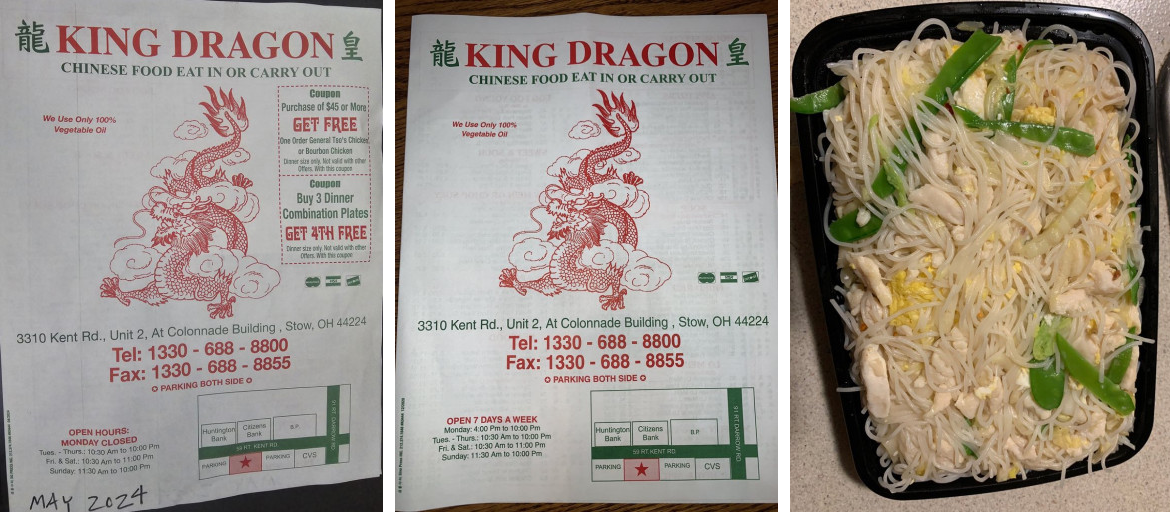 龍 KING DRAGON 皇
CHINESE FOOD EAT IN OR CARRY OUT
We Use Only 100%
Vegetable Oil
Coupon
Purchase of $45 or More
GET FREE
One Order General Tso's Chicken
or Bourbon Chicken
Dinner size only. Not valid with other
Offers. With this coupon
Coupon
Buy 3 Dinner
Combination Plates
GET 4TH FREE
Dinner size only. Not valid with other
Offers. With this coupon
3310 Kent Rd., Unit 2, At Colonnade Building , Stow, OH 44224
Tel: 1330 - 688 - 8800
Fax: 1330 - 688 - 8855
✪ PARKING BOTH SIDE ✪
OPEN HOURS:
MONDAY CLOSED
Tues. - Thurs.: 10:30 Am to 10:00 Pm
Fri. & Sat.: 10:30 Am to 11:00 Pm
Sunday: 11:30 Am to 10:00 Pm
Huntington
Bank
Citizens
Bank
B.P.
59 RT. KENT RD.
PARKING
★
PARKING
CVS
91 RT. DARROW RD.
MAY 2024
龍 KING DRAGON 皇
CHINESE FOOD EAT IN OR CARRY OUT
We Use Only 100%
Vegetable Oil
3310 Kent Rd., Unit 2, At Colonnade Building , Stow, OH 44224
Tel: 1330 - 688 - 8800
Fax: 1330 - 688 - 8855
✪ PARKING BOTH SIDE ✪
OPEN 7 DAYS A WEEK
Monday: 4:00 Pm to 10:00 Pm
Tues. - Thurs.: 10:30 Am to 10:00 Pm
Fri. & Sat.: 10:30 Am to 11:00 Pm
Sunday: 11:30 Am to 10:00 Pm
Huntington
Bank
Citizens
Bank
B.P.
59 RT. KENT RD.
PARKING
★
PARKING
CVS
91 RT. DARROW RD.